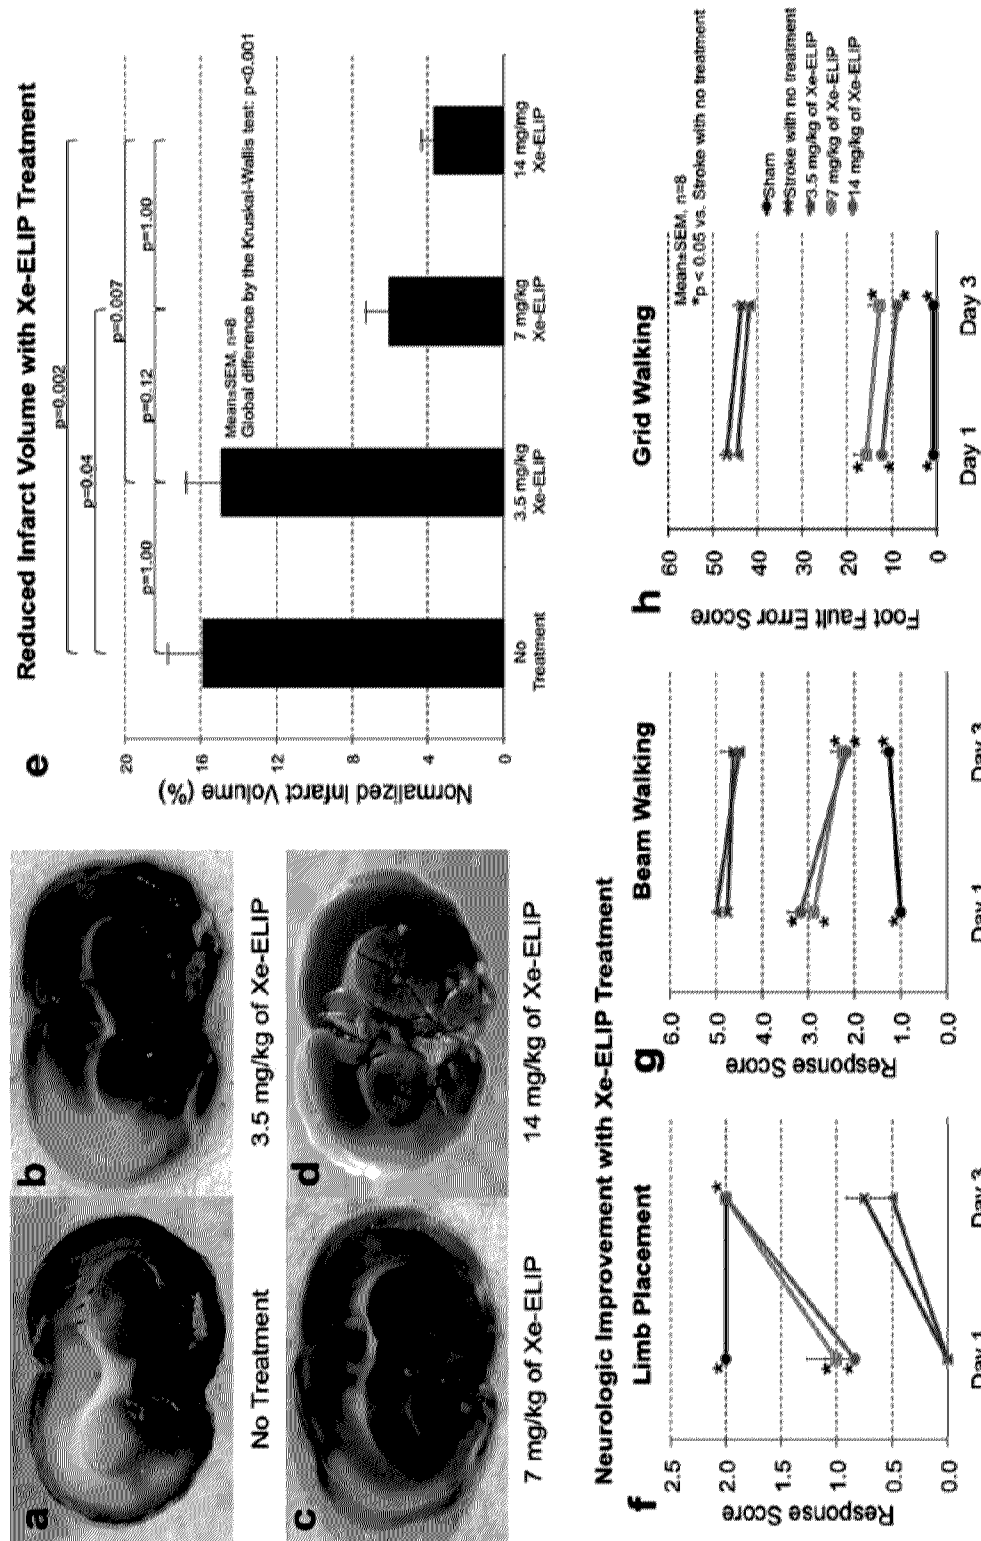 a
b
No Treatment
3.5 mg/kg of Xe-ELIP
c
d
7 mg/kg of Xe-ELIP
14 mg/kg of Xe-ELIP
e
Reduced Infarct Volume with Xe-ELIP Treatment
p=0.002
p=0.04
p=0.007
p=1.00
p=0.12
p=1.00
Mean±SEM, n=8
Global difference by the Kruskal-Wallis test: p<0.001
Normalized Infarct Volume (%)
20
16
12
8
4
0
No Treatment
3.5 mg/kg Xe-ELIP
7 mg/kg Xe-ELIP
14 mg/mg Xe-ELIP
Neurologic Improvement with Xe-ELIP Treatment
f
Limb Placement
Response Score
2.5
2.0
1.5
1.0
0.5
0.0
*
*
*
*
Day 1
Day 3
g
Beam Walking
Response Score
6.0
5.0
4.0
3.0
2.0
1.0
0.0
*
*
*
*
*
*
Day 1
Day 3
h
Grid Walking
Foot Fault Error Score
60
50
40
30
20
10
0
*
*
*
*
*
*
Day 1
Day 3
Mean±SEM, n=8
*p < 0.05 vs. Stroke with no treatment
Sham
Stroke with no treatment
3.5 mg/kg of Xe-ELIP
7 mg/kg of Xe-ELIP
14 mg/kg of Xe-ELIP